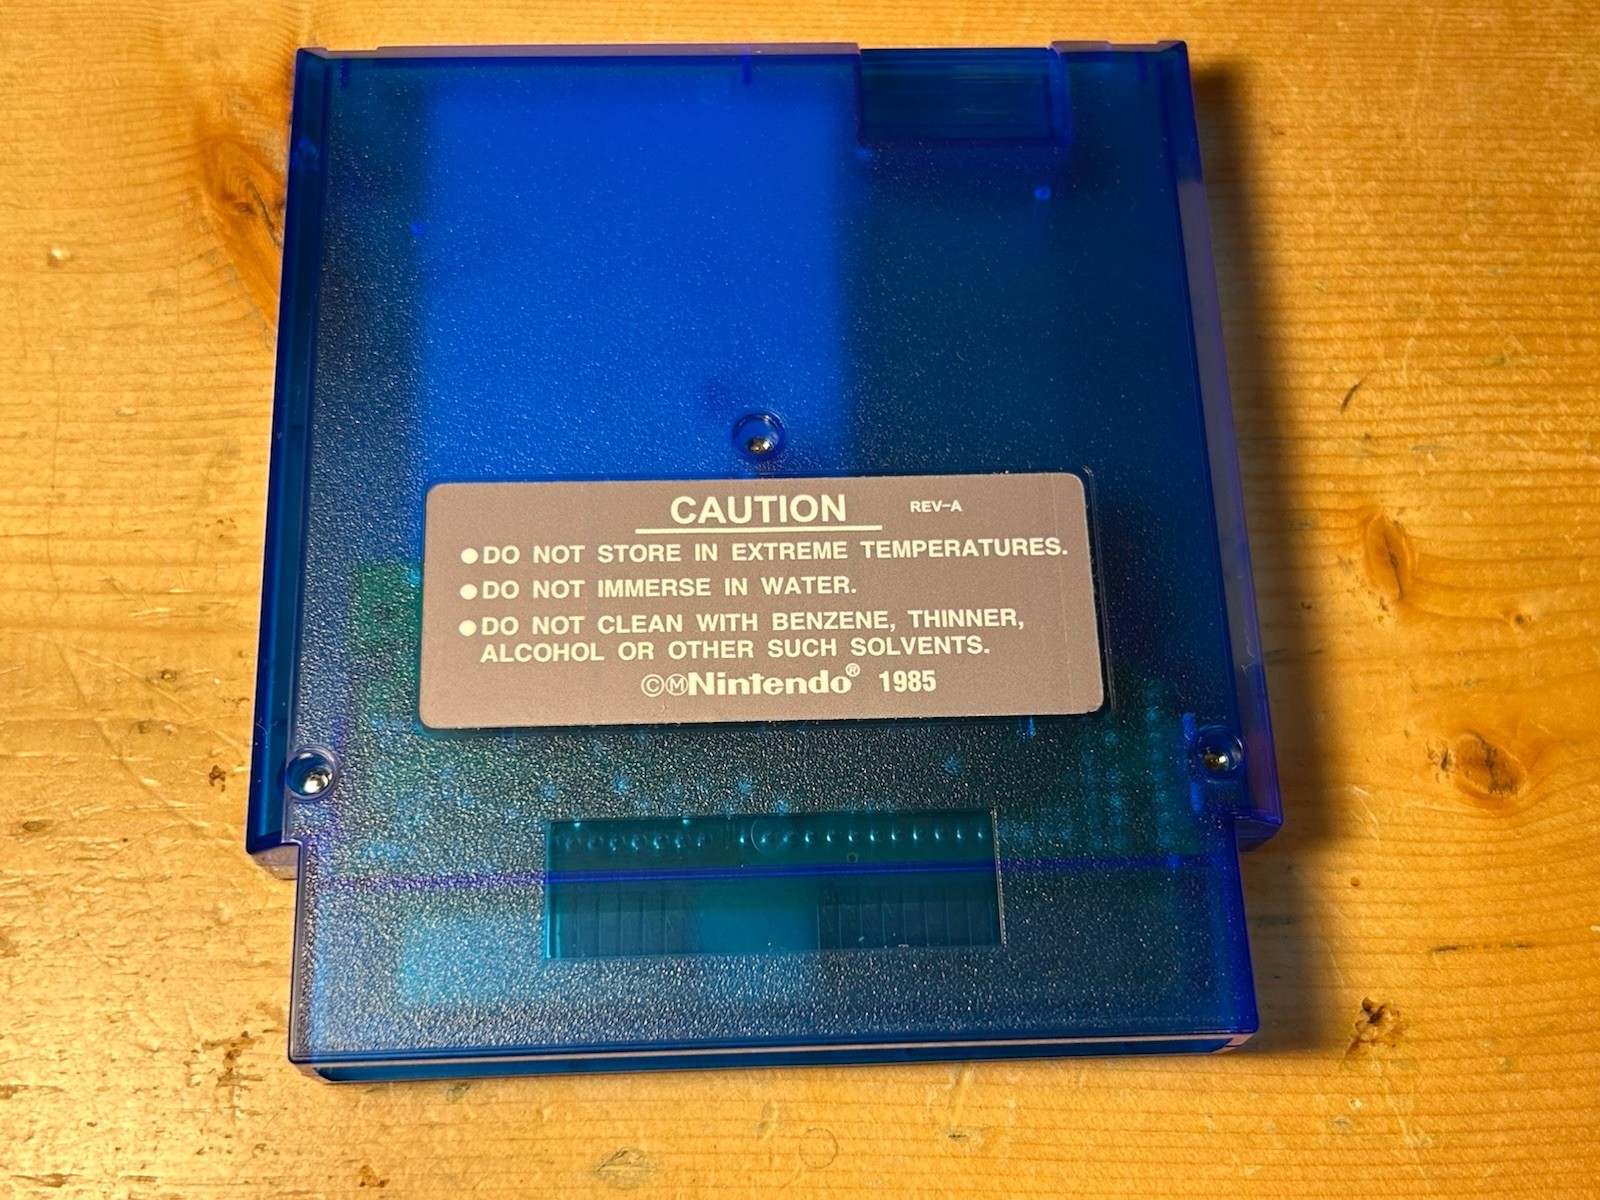 CAUTION REV-A
●DO NOT STORE IN EXTREME TEMPERATURES.
●DO NOT IMMERSE IN WATER.
●DO NOT CLEAN WITH BENZENE, THINNER,
ALCOHOL OR OTHER SUCH SOLVENTS.
©ⓂNintendo® 1985